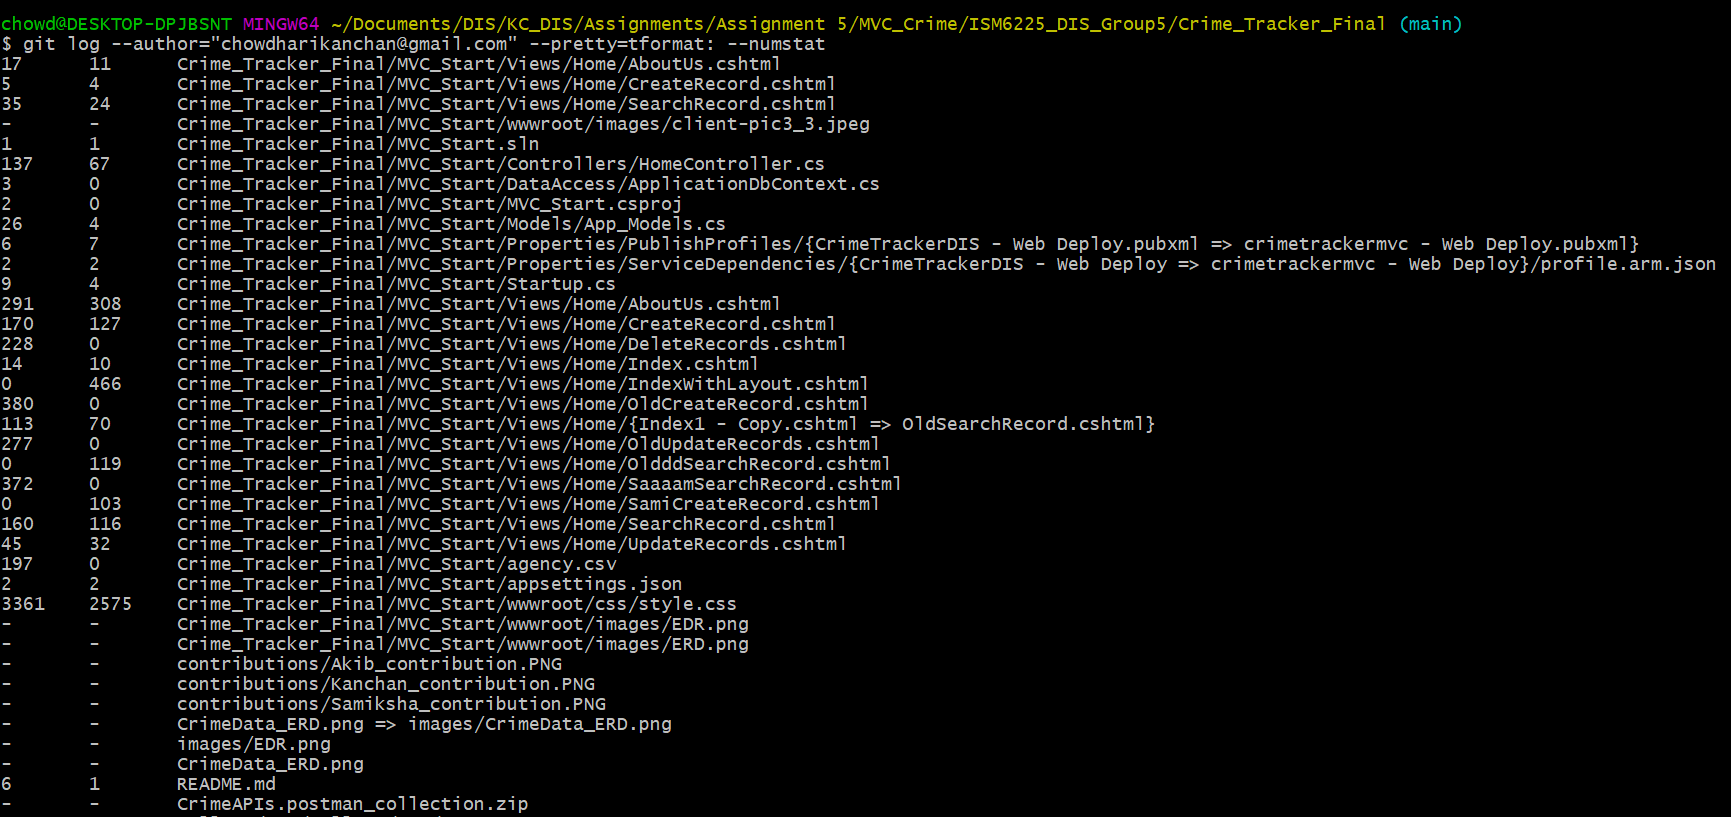 chowd@DESKTOP-DPJBSNT MINGW64 ~/Documents/DIS/KC_DIS/Assignments/Assignment 5/MVC_Crime/ISM6225_DIS_Group5/Crime_Tracker_Final (main)
$ git log --author="chowdharikanchan@gmail.com" --pretty=tformat: --numstat
17 11 Crime_Tracker_Final/MVC_Start/Views/Home/AboutUs.cshtml
5 4 Crime_Tracker_Final/MVC_Start/Views/Home/CreateRecord.cshtml
35 24 Crime_Tracker_Final/MVC_Start/Views/Home/SearchRecord.cshtml
- - Crime_Tracker_Final/MVC_Start/wwwroot/images/client-pic3_3.jpeg
1 1 Crime_Tracker_Final/MVC_Start.sln
137 67 Crime_Tracker_Final/MVC_Start/Controllers/HomeController.cs
3 0 Crime_Tracker_Final/MVC_Start/DataAccess/ApplicationDbContext.cs
2 0 Crime_Tracker_Final/MVC_Start/MVC_Start.csproj
26 4 Crime_Tracker_Final/MVC_Start/Models/App_Models.cs
6 7 Crime_Tracker_Final/MVC_Start/Properties/PublishProfiles/{CrimeTrackerDIS - Web Deploy.pubxml => crimetrackermvc - Web Deploy.pubxml}
2 2 Crime_Tracker_Final/MVC_Start/Properties/ServiceDependencies/{CrimeTrackerDIS - Web Deploy => crimetrackermvc - Web Deploy}/profile.arm.json
9 4 Crime_Tracker_Final/MVC_Start/Startup.cs
291 308 Crime_Tracker_Final/MVC_Start/Views/Home/AboutUs.cshtml
170 127 Crime_Tracker_Final/MVC_Start/Views/Home/CreateRecord.cshtml
228 0 Crime_Tracker_Final/MVC_Start/Views/Home/DeleteRecords.cshtml
14 10 Crime_Tracker_Final/MVC_Start/Views/Home/Index.cshtml
0 466 Crime_Tracker_Final/MVC_Start/Views/Home/IndexWithLayout.cshtml
380 0 Crime_Tracker_Final/MVC_Start/Views/Home/OldCreateRecord.cshtml
113 70 Crime_Tracker_Final/MVC_Start/Views/Home/{Index1 - Copy.cshtml => OldSearchRecord.cshtml}
277 0 Crime_Tracker_Final/MVC_Start/Views/Home/OldUpdateRecords.cshtml
0 119 Crime_Tracker_Final/MVC_Start/Views/Home/OldddSearchRecord.cshtml
372 0 Crime_Tracker_Final/MVC_Start/Views/Home/SaaaamSearchRecord.cshtml
0 103 Crime_Tracker_Final/MVC_Start/Views/Home/SamiCreateRecord.cshtml
160 116 Crime_Tracker_Final/MVC_Start/Views/Home/SearchRecord.cshtml
45 32 Crime_Tracker_Final/MVC_Start/Views/Home/UpdateRecords.cshtml
197 0 Crime_Tracker_Final/MVC_Start/agency.csv
2 2 Crime_Tracker_Final/MVC_Start/appsettings.json
3361 2575 Crime_Tracker_Final/MVC_Start/wwwroot/css/style.css
- - Crime_Tracker_Final/MVC_Start/wwwroot/images/EDR.png
- - Crime_Tracker_Final/MVC_Start/wwwroot/images/ERD.png
- - contributions/Akib_contribution.PNG
- - contributions/Kanchan_contribution.PNG
- - contributions/Samiksha_contribution.PNG
- - CrimeData_ERD.png => images/CrimeData_ERD.png
- - images/EDR.png
- - CrimeData_ERD.png
6 1 README.md
- - CrimeAPIs.postman_collection.zip